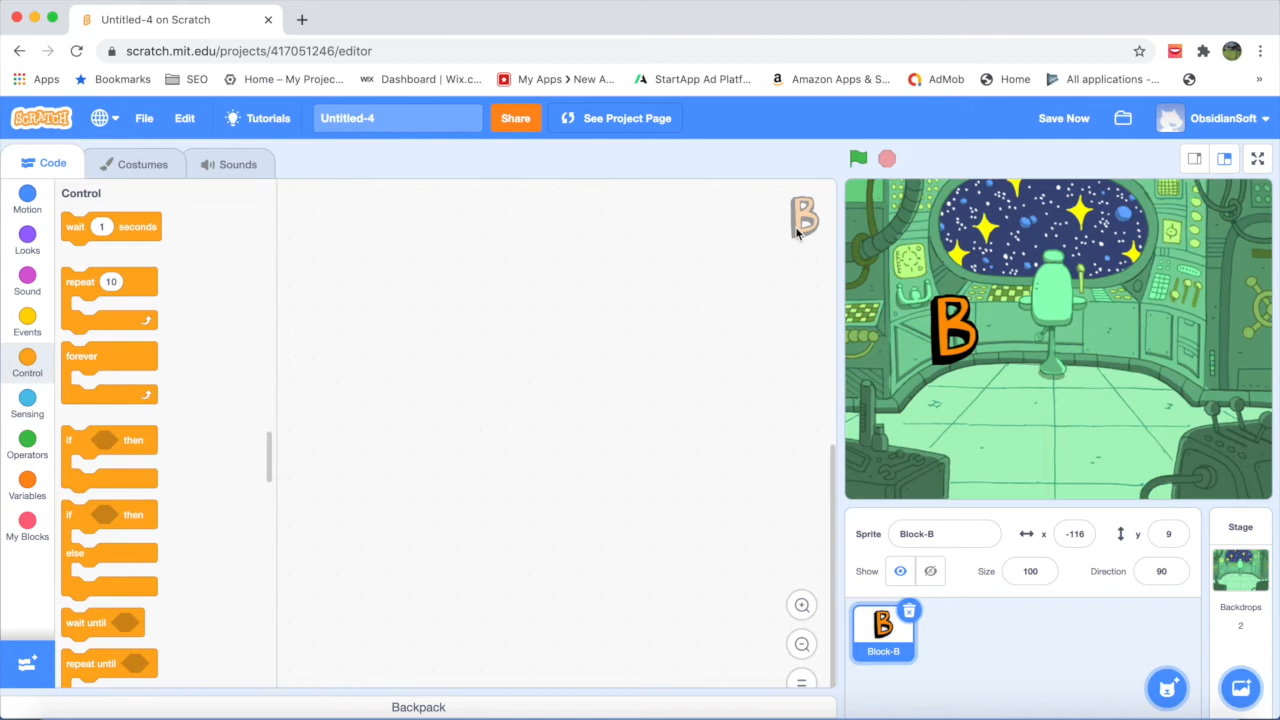 Untitled-4 on Scratch
scratch.mit.edu/projects/417051246/editor
Apps Bookmarks SEO Home – My Projec... WIX Dashboard | Wix.c... My Apps > New A... StartApp Ad Platf... a Amazon Apps & S... AdMob Home All applications -... »
SCRATCH File Edit Tutorials Untitled-4 Share See Project Page Save Now ObsidianSoft
Code Costumes Sounds
Motion
Looks
Sound
Events
Control
Sensing
Operators
Variables
My Blocks
Control
wait 1 seconds
repeat 10
forever
if then
if then
else
wait until
repeat until
B
B
Sprite Block-B x -116 y 9
Show Size 100 Direction 90
B
Block-B
Stage
Backdrops
2
Backpack